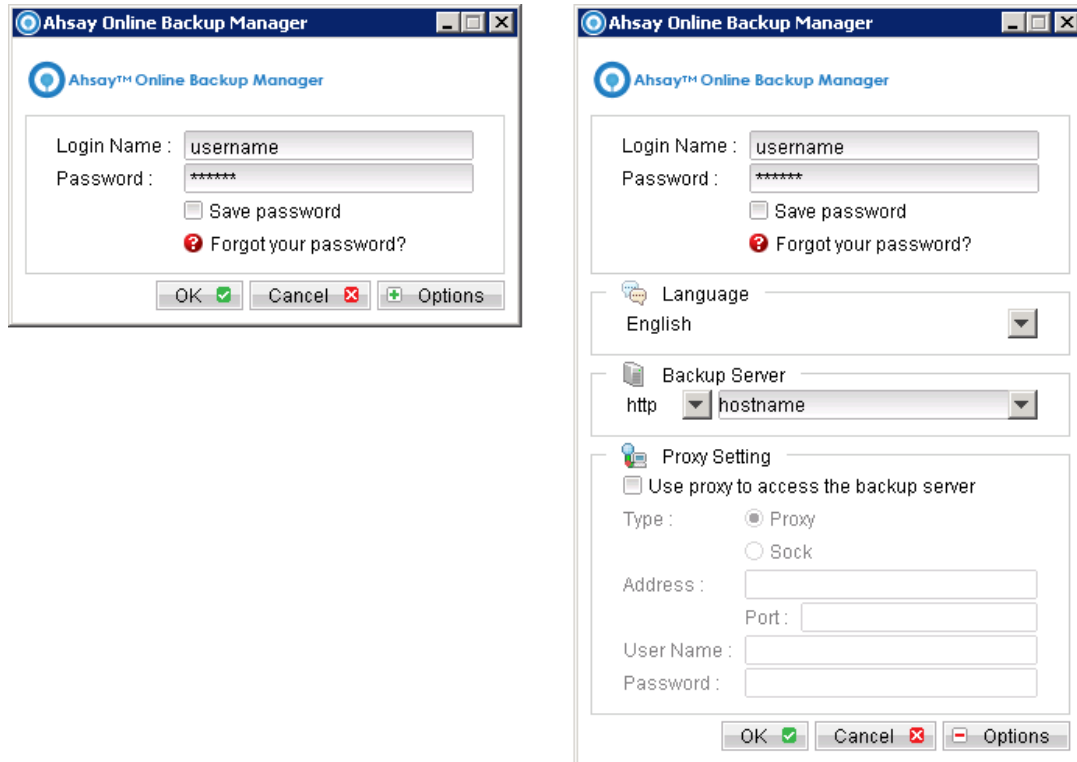 Ahsay Online Backup Manager
Ahsay™ Online Backup Manager
Login Name : username
Password : ******
Save password
Forgot your password?
OK Cancel Options
Ahsay Online Backup Manager
Ahsay™ Online Backup Manager
Login Name : username
Password : ******
Save password
Forgot your password?
Language
English
Backup Server
http hostname
Proxy Setting
Use proxy to access the backup server
Type : Proxy
Sock
Address :
Port :
User Name :
Password :
OK Cancel Options